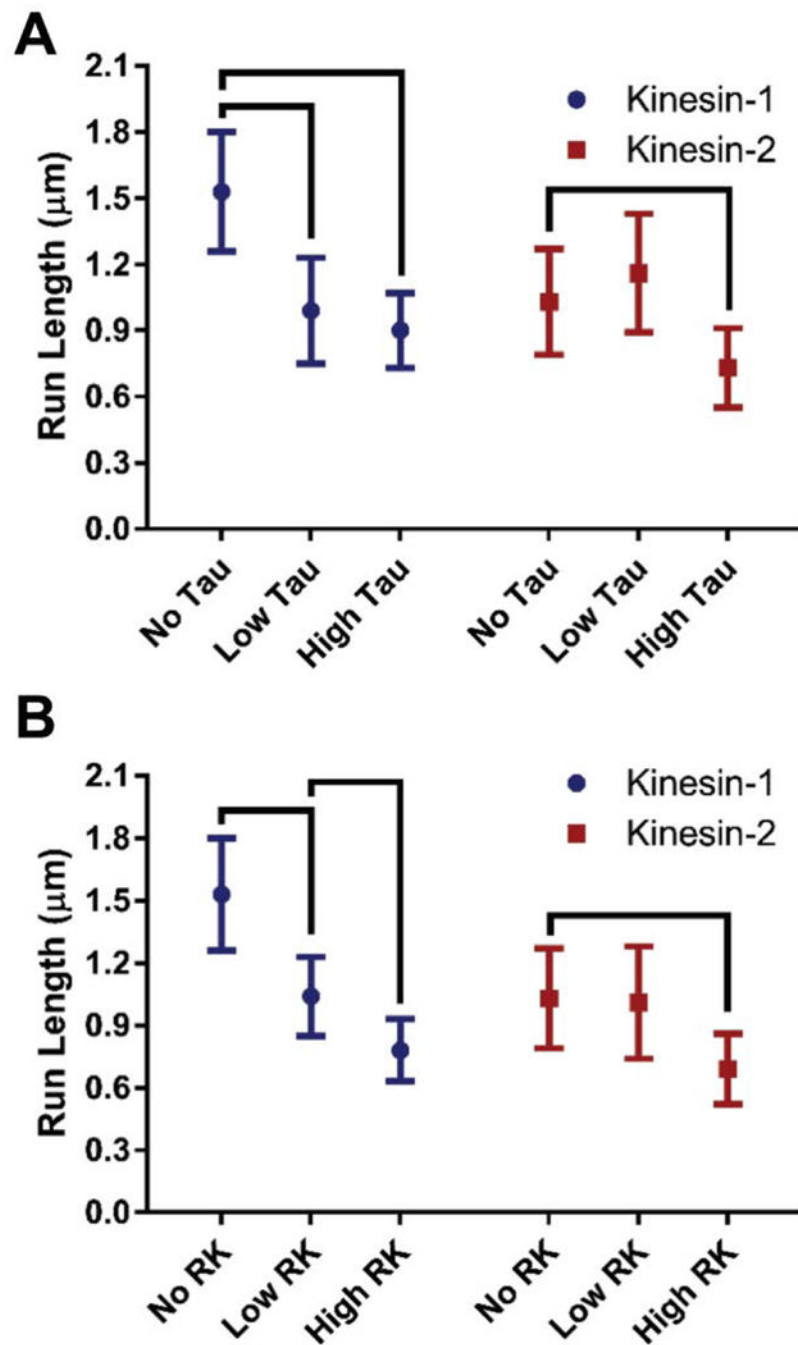 A
2.1
1.8
1.5
1.2
0.9
0.6
0.3
0.0
Run Length (μm)
Kinesin-1
Kinesin-2
No Tau
Low Tau
High Tau
No Tau
Low Tau
High Tau
B
2.1
1.8
1.5
1.2
0.9
0.6
0.3
0.0
Run Length (μm)
Kinesin-1
Kinesin-2
No RK
Low RK
High RK
No RK
Low RK
High RK